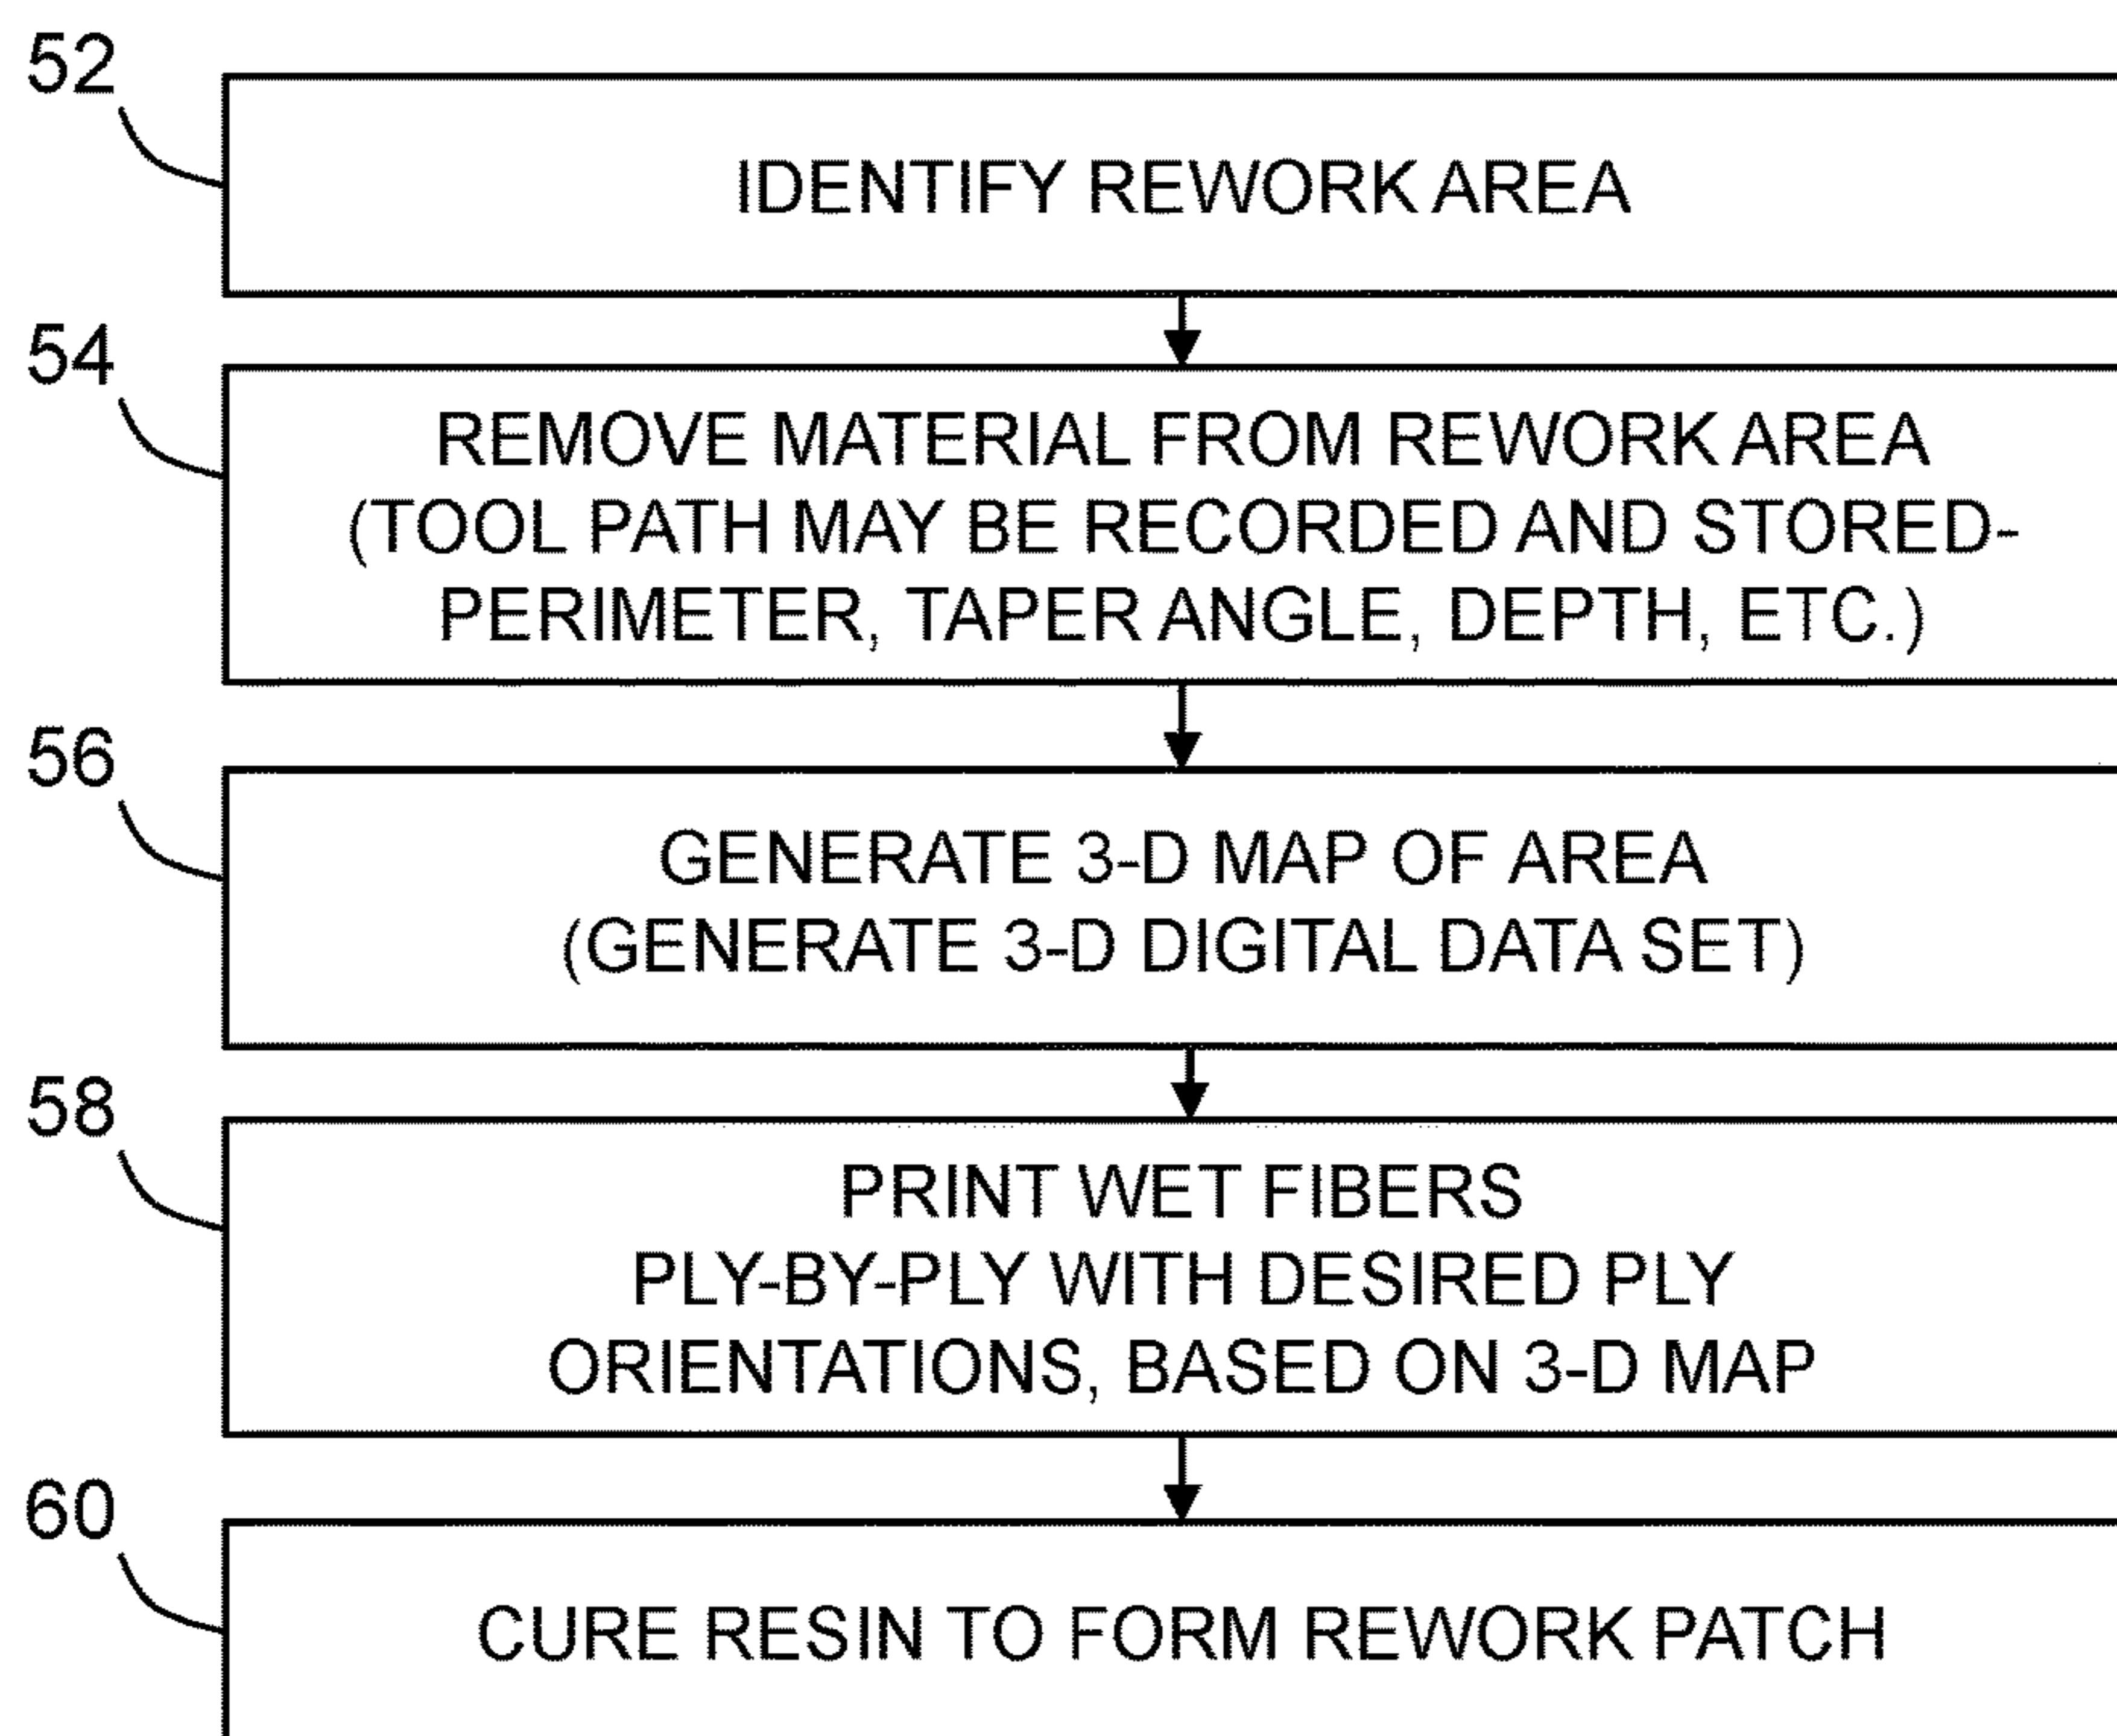 52
IDENTIFY REWORK AREA
54
REMOVE MATERIAL FROM REWORK AREA
(TOOL PATH MAY BE RECORDED AND STORED-
PERIMETER, TAPER ANGLE, DEPTH, ETC.)
56
GENERATE 3-D MAP OF AREA
(GENERATE 3-D DIGITAL DATA SET)
58
PRINT WET FIBERS
PLY-BY-PLY WITH DESIRED PLY
ORIENTATIONS, BASED ON 3-D MAP
60
CURE RESIN TO FORM REWORK PATCH